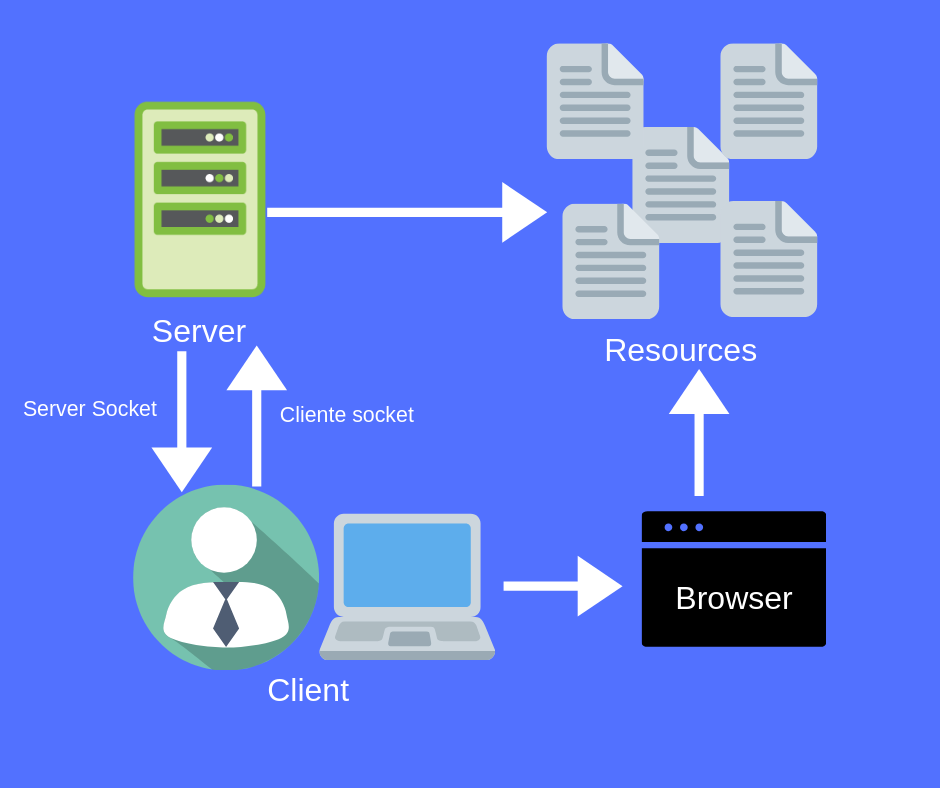 Server
Resources
Server Socket
Cliente socket
Browser
Client